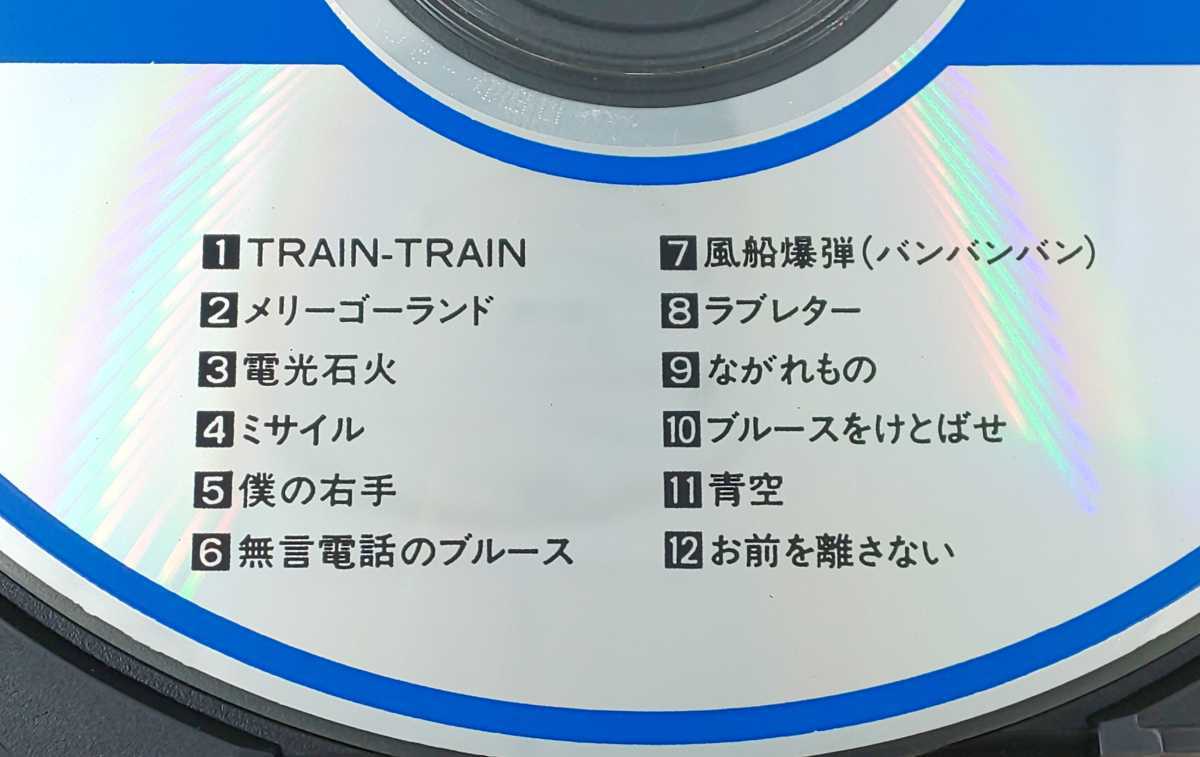 1 TRAIN-TRAIN
2 メリーゴーランド
3 電光石火
4 ミサイル
5 僕の右手
6 無言電話のブルース
7 風船爆弾(バンバンバン)
8 ラブレター
9 ながれもの
10 ブルースをけとばせ
11 青空
12 お前を離さない